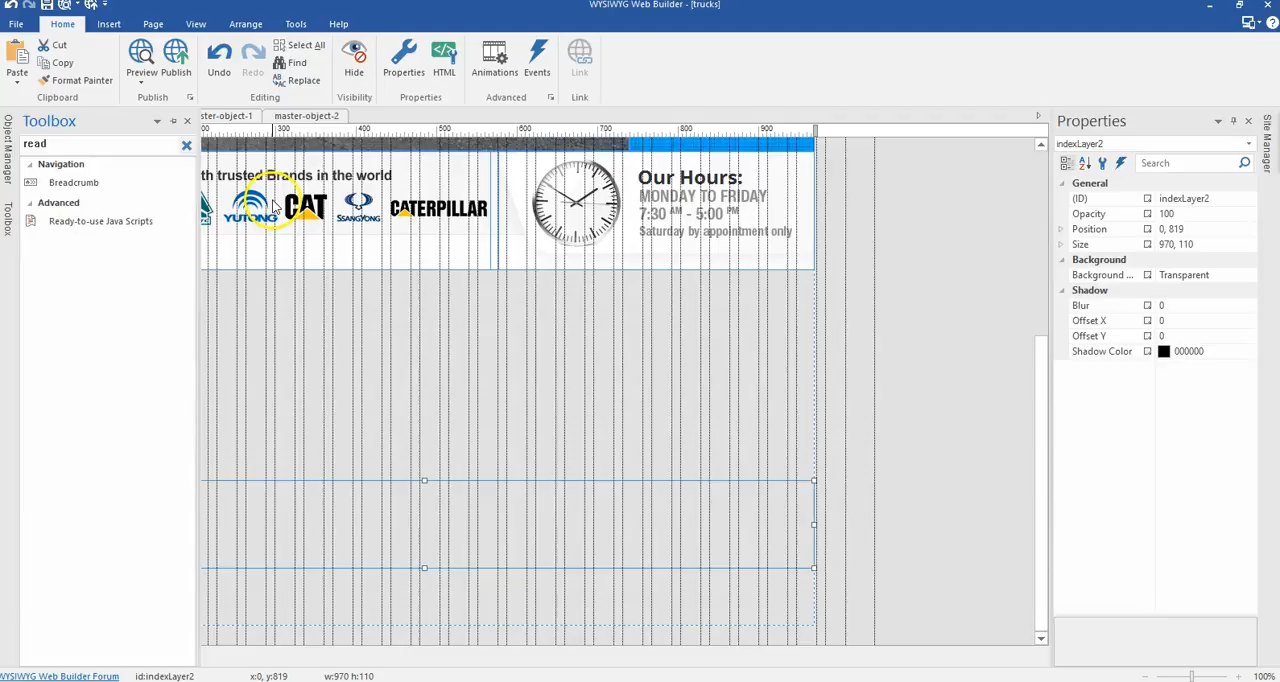 WYSIWYG Web Builder - [trucks]
File Home Insert Page View Arrange Tools Help
Paste
Cut
Copy
Format Painter
Clipboard
Preview Publish
Publish
Undo Redo
Select All
Find
Replace
Editing
Hide
Visibility
Properties HTML
Properties
Animations Events
Advanced
Link
Link
Object Manager
Toolbox
Toolbox
read
Navigation
Breadcrumb
Advanced
Ready-to-use Java Scripts
ster-object-1 master-object-2
00 300 400 500 600 700 800 900
th trusted Brands in the world
YUTONG CAT SSANGYONG CATERPILLAR
Our Hours:
MONDAY TO FRIDAY
7:30 AM - 5:00 PM
Saturday by appointment only
Properties
indexLayer2
Search
General
(ID) indexLayer2
Opacity 100
Position 0, 819
Size 970, 110
Background
Background ... Transparent
Shadow
Blur 0
Offset X 0
Offset Y 0
Shadow Color 000000
Site Manager
WYSIWYG Web Builder Forum id:indexLayer2 x:0, y:819 w:970 h:110 100%